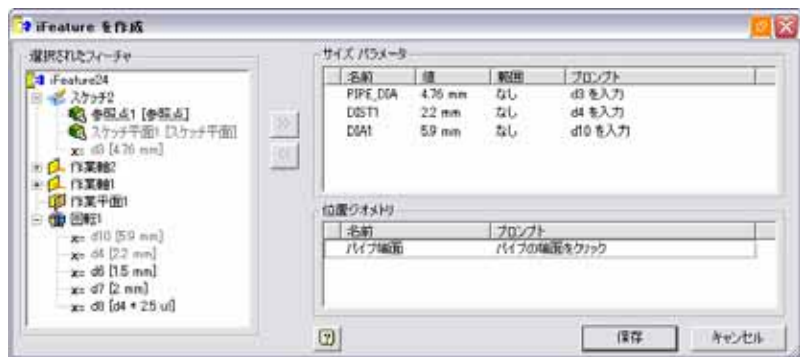 iFeature を作成
選択されたフィーチャ
iFeature24
スケッチ2
参照点1 [参照点]
スケッチ平面1 [スケッチ平面]
x= d3 [4.76 mm]
作業軸2
作業軸1
作業平面1
回転1
x= d10 [5.9 mm]
x= d4 [2.2 mm]
x= d6 [1.5 mm]
x= d7 [2 mm]
x= d8 [d4 * 2.5 ul]
>>
<<
サイズ パラメータ
名前 値 範囲 プロンプト
PIPE_DIA 4.76 mm なし d3 を入力
DIST1 2.2 mm なし d4 を入力
DIA1 5.9 mm なし d10 を入力
位置ジオメトリ
名前 プロンプト
パイプ端面 パイプの端面をクリック
?
保存 キャンセル